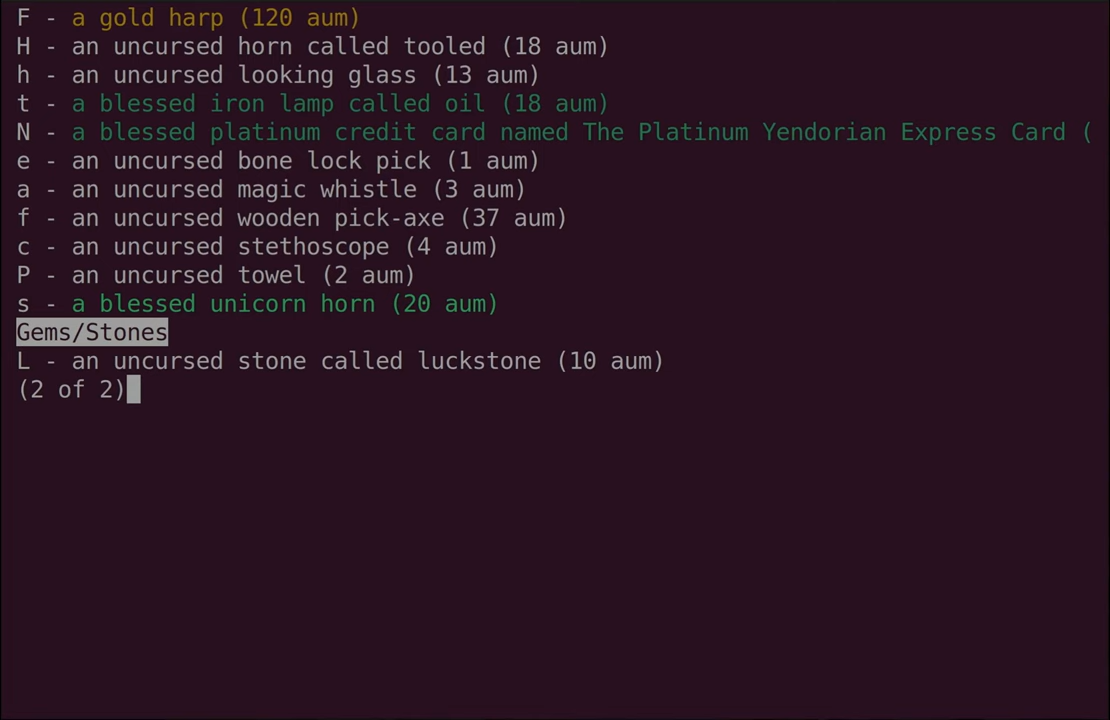 F - a gold harp (120 aum)
H - an uncursed horn called tooled (18 aum)
h - an uncursed looking glass (13 aum)
t - a blessed iron lamp called oil (18 aum)
N - a blessed platinum credit card named The Platinum Yendorian Express Card (
e - an uncursed bone lock pick (1 aum)
a - an uncursed magic whistle (3 aum)
f - an uncursed wooden pick-axe (37 aum)
c - an uncursed stethoscope (4 aum)
P - an uncursed towel (2 aum)
s - a blessed unicorn horn (20 aum)
Gems/Stones
L - an uncursed stone called luckstone (10 aum)
(2 of 2)